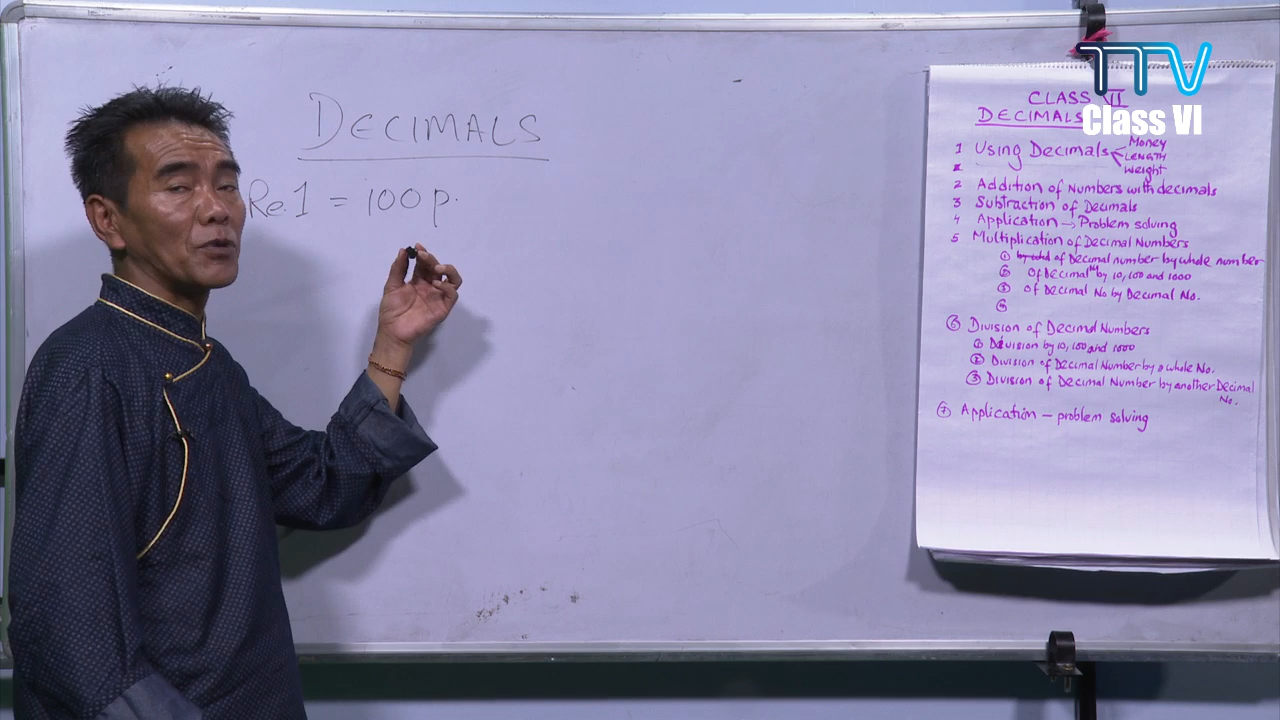 DECIMALS
Re.1 = 100 p.
TTV
Class VI
CLASS VI
DECIMALS
1 Using Decimals Money
LENGTH
Weight
2 Addition of Numbers with decimals
3 Subtraction of Decimals
4 Application → Problem solving
5 Multiplication of Decimal Numbers
① of Decimal number by whole number
② Of Decimal No by 10, 100 and 1000
③ Of Decimal No by Decimal No.
④
⑥ Division of Decimal Numbers
① Division by 10, 100 and 1000
② Division of Decimal Number by a whole No.
③ Division of Decimal Number by another Decimal
No.
⑦ Application – problem solving